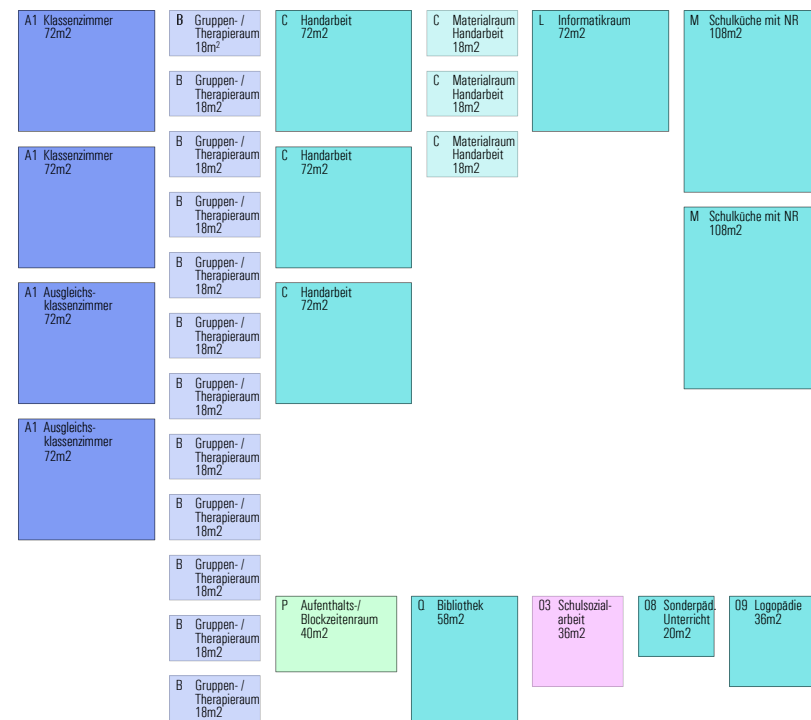 A1 Klassenzimmer
72m2
A1 Klassenzimmer
72m2
A1 Ausgleichs-
klassenzimmer
72m2
A1 Ausgleichs-
klassenzimmer
72m2
B Gruppen- /
Therapieraum
18m²
B Gruppen- /
Therapieraum
18m2
B Gruppen- /
Therapieraum
18m2
B Gruppen- /
Therapieraum
18m2
B Gruppen- /
Therapieraum
18m2
B Gruppen- /
Therapieraum
18m2
B Gruppen- /
Therapieraum
18m2
B Gruppen- /
Therapieraum
18m2
B Gruppen- /
Therapieraum
18m2
B Gruppen- /
Therapieraum
18m2
B Gruppen- /
Therapieraum
18m2
B Gruppen- /
Therapieraum
18m2
C Handarbeit
72m2
C Handarbeit
72m2
C Handarbeit
72m2
C Materialraum
Handarbeit
18m2
C Materialraum
Handarbeit
18m2
C Materialraum
Handarbeit
18m2
L Informatikraum
72m2
M Schulküche mit NR
108m2
M Schulküche mit NR
108m2
P Aufenthalts-/
Blockzeitenraum
40m2
Q Bibliothek
58m2
03 Schulsozial-
arbeit
36m2
08 Sonderpäd.
Unterricht
20m2
09 Logopädie
36m2